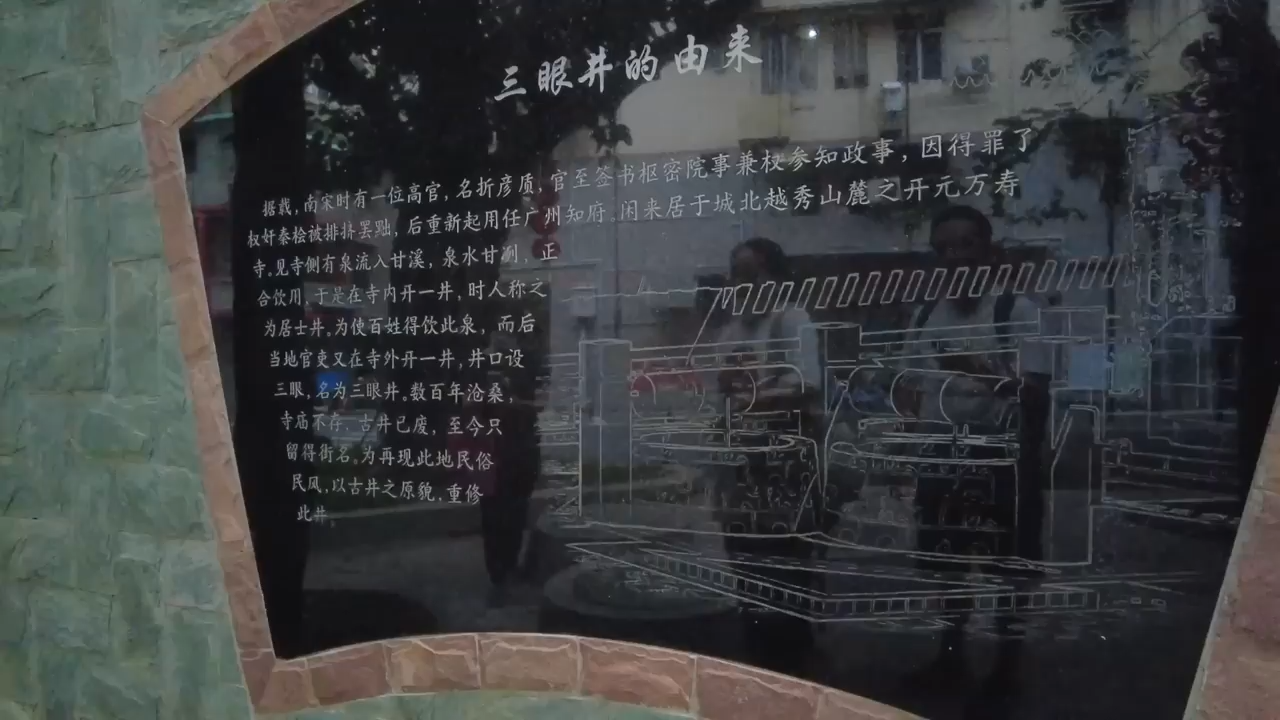 三眼井的由来
据载，南宋时有一位高官，名折彦质，官至签书枢密院事兼权参知政事，因得罪了
权奸秦桧被排挤罢黜，后重新起用任广州知府。闲来居于城北越秀山麓之开元万寿
寺。见寺侧有泉流入甘溪，泉水甘洌，正
合饮用，于是在寺内开一井，时人称之
为居士井。为使百姓得饮此泉，而后
当地官吏又在寺外开一井，井口设
三眼，名为三眼井。数百年沧桑，
寺庙不存，古井已废，至今只
留得街名。为再现此地民俗
民风，以古井之原貌，重修
此井。